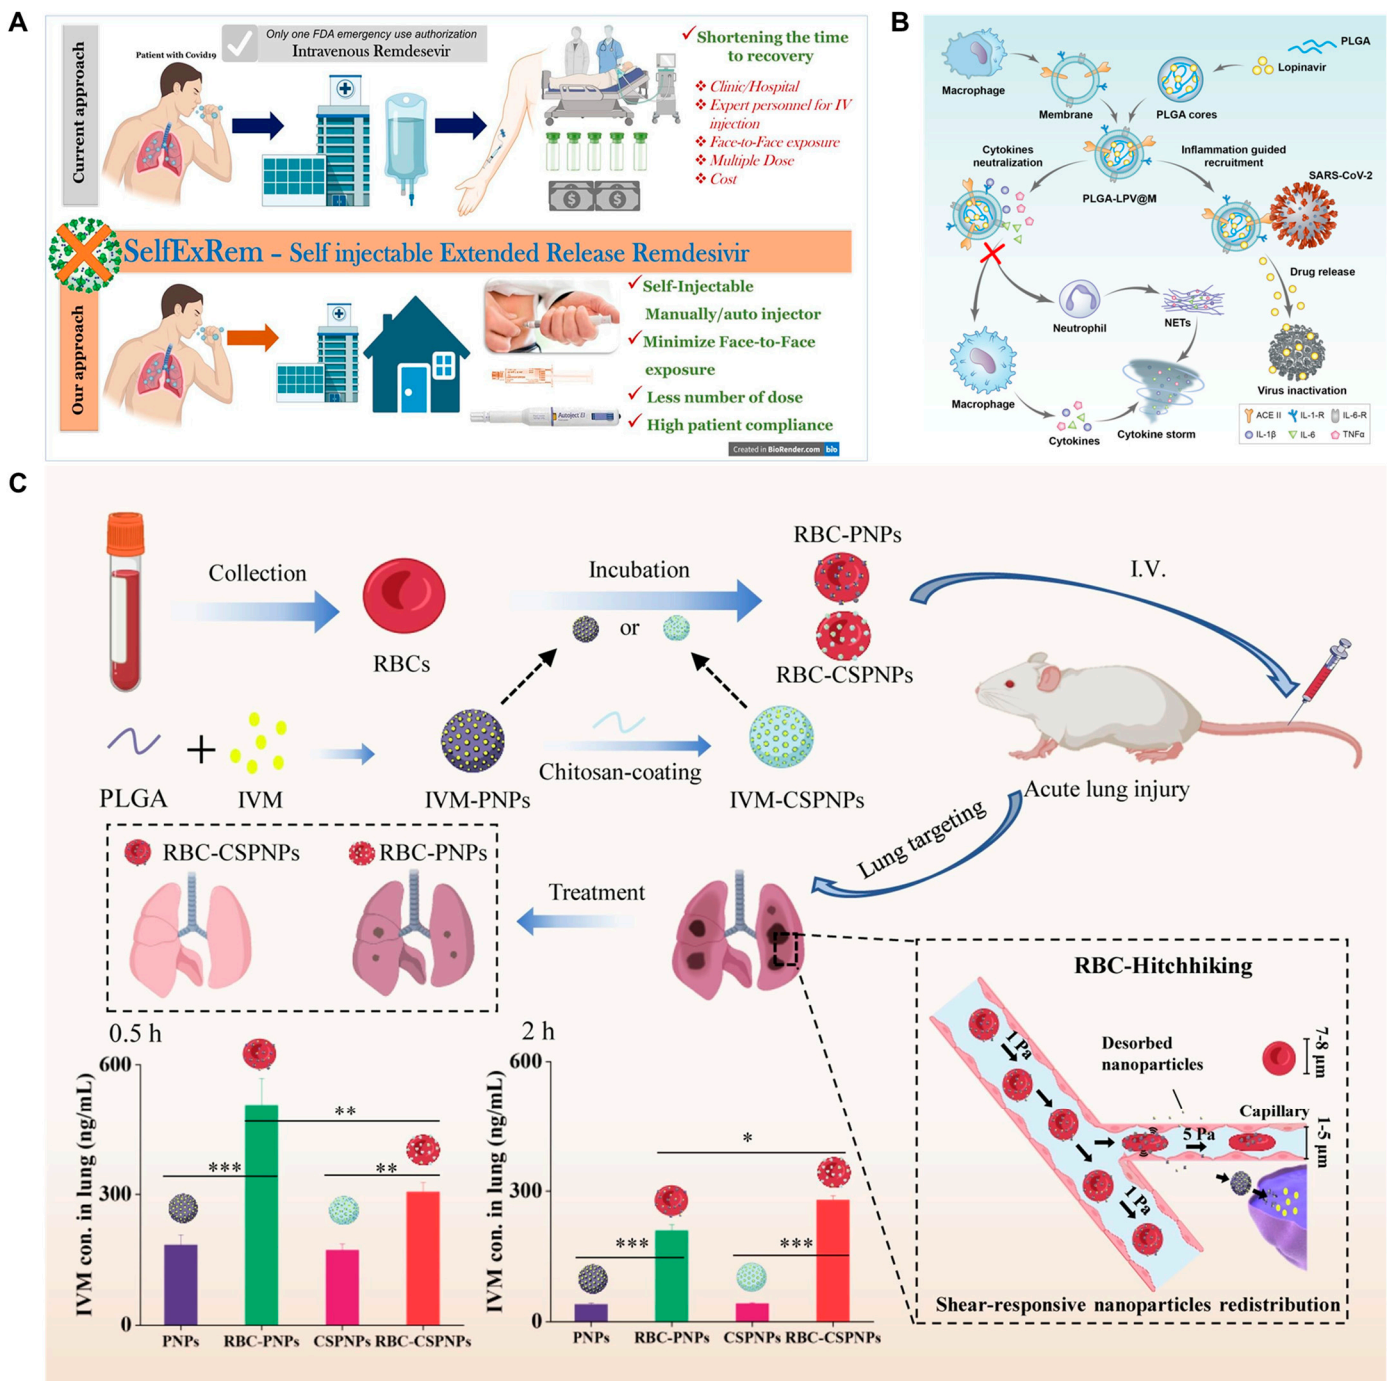 A
Current approach
Patient with Covid19
Only one FDA emergency use authorization
Intravenous Remdesevir
✓Shortening the time
to recovery
❖ Clinic/Hospital
❖ Expert personnel for IV
injection
❖ Face-to-Face exposure
❖ Multiple Dose
❖ Cost
SelfExRem – Self injectable Extended Release Remdesivir
Our approach
✓Self-Injectable
Manually/auto injector
✓Minimize Face-to-Face
exposure
✓ Less number of dose
✓ High patient compliance
Autoject II
Created in BioRender.com bio
B
Macrophage
Membrane
PLGA cores
PLGA
Lopinavir
Cytokines
neutralization
Inflammation guided
recruitment
PLGA-LPV@M
SARS-CoV-2
Drug release
Neutrophil
NETs
Virus inactivation
Macrophage
Cytokines
Cytokine storm
ACE II IL-1-R IL-6-R
IL-1β IL-6 TNFα
C
Collection
RBCs
Incubation
or
RBC-PNPs
RBC-CSPNPs
I.V.
PLGA
+
IVM
IVM-PNPs
Chitosan-coating
IVM-CSPNPs
Acute lung injury
Lung targeting
RBC-CSPNPs
RBC-PNPs
Treatment
RBC-Hitchhiking
1 Pa
Desorbed
nanoparticles
7-8 μm
Capillary
5 Pa
1-5 μm
1 Pa
Shear-responsive nanoparticles redistribution
0.5 h
IVM con. in lung (ng/mL)
600
300
0
***
**
**
PNPs
RBC-PNPs
CSPNPs
RBC-CSPNPs
2 h
IVM con. in lung (ng/mL)
600
300
0
***
*
***
PNPs
RBC-PNPs
CSPNPs
RBC-CSPNPs